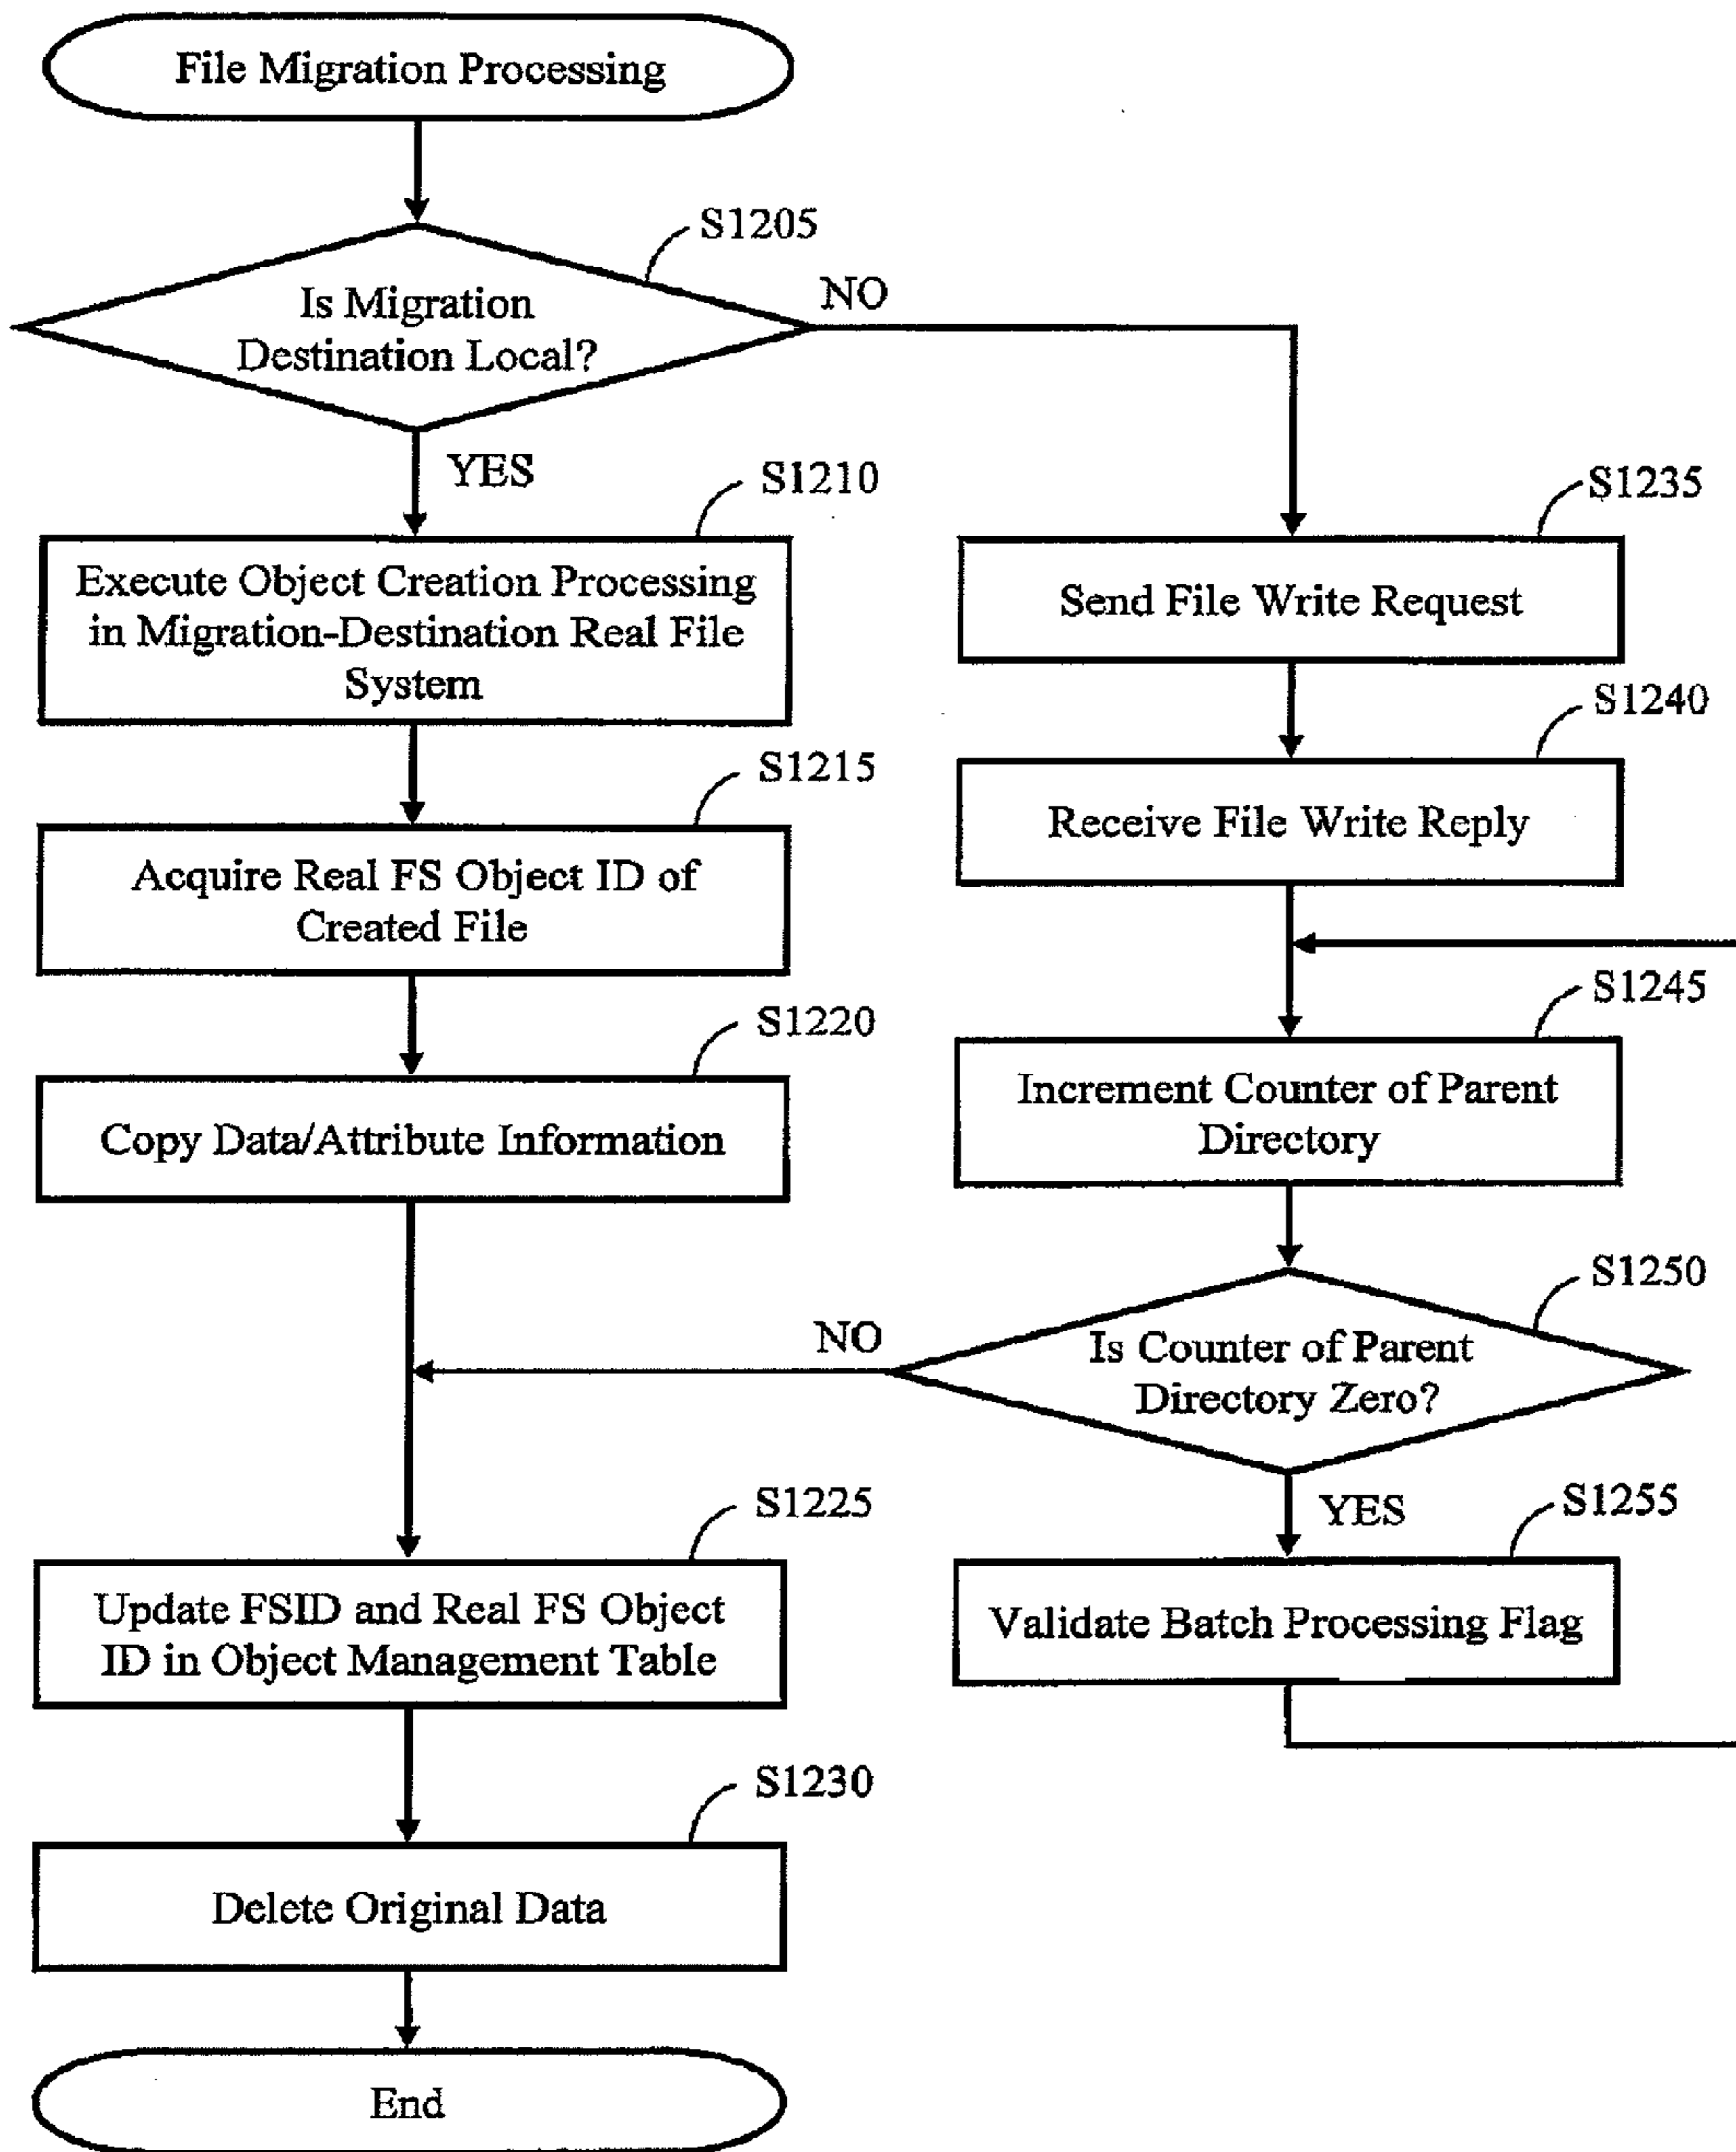 File Migration Processing
S1205
Is Migration
Destination Local?
NO
YES
S1210
Execute Object Creation Processing
in Migration-Destination Real File
System
S1215
Acquire Real FS Object ID of
Created File
S1220
Copy Data/Attribute Information
S1235
Send File Write Request
S1240
Receive File Write Reply
S1245
Increment Counter of Parent
Directory
S1250
Is Counter of Parent
Directory Zero?
NO
YES
S1255
Validate Batch Processing Flag
S1225
Update FSID and Real FS Object
ID in Object Management Table
S1230
Delete Original Data
End